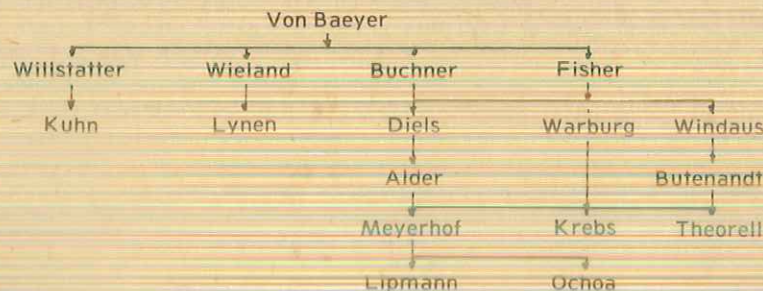 Von Baeyer
Willstatter Wieland Buchner Fisher
Kuhn Lynen Diels Warburg Windaus
Alder Butenandt
Meyerhof Krebs Theorell
Lipmann Ochoa